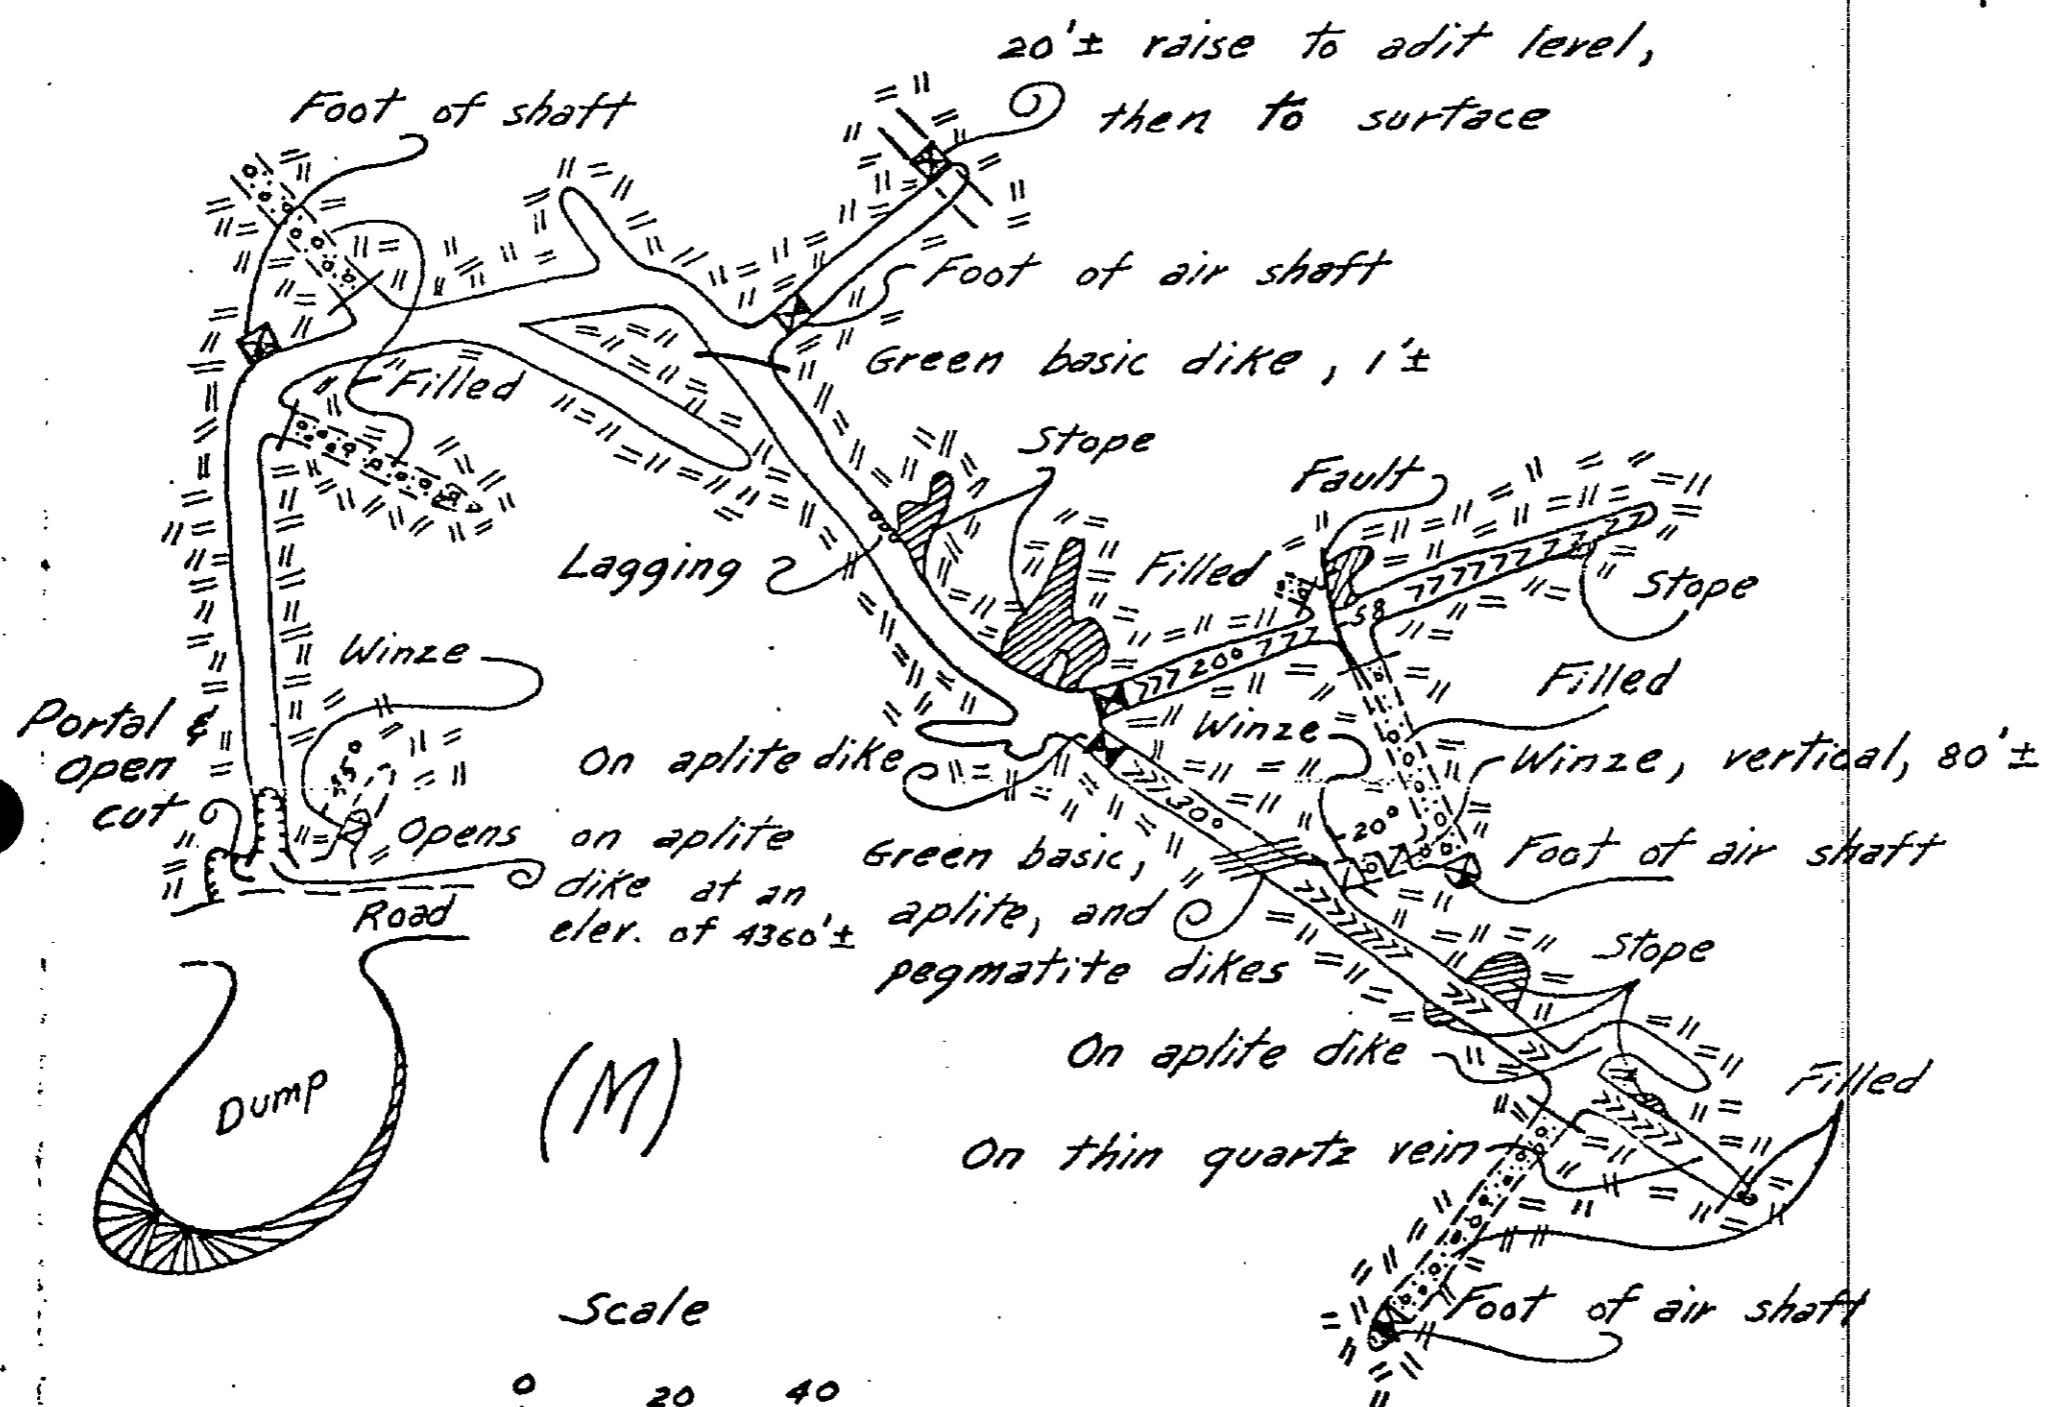 20'± raise to adit level,
then to surface
Foot of shaft
Foot of air shaft
Green basic dike, 1'±
Filled
Stope
Fault
Lagging
Filled
Stope
58
20°
Winze
Filled
Portal &
Open
cut
45°
On aplite dike
Winze
Winze, vertical, 80'±
30°
20°
Opens on aplite
dike at an
elev. of 4360'±
Green basic,
aplite, and
pegmatite dikes
Foot of air shaft
Road
Stope
On aplite dike
Filled
Dump
(M)
On thin quartz vein
Scale
Foot of air shaft
0 20 40